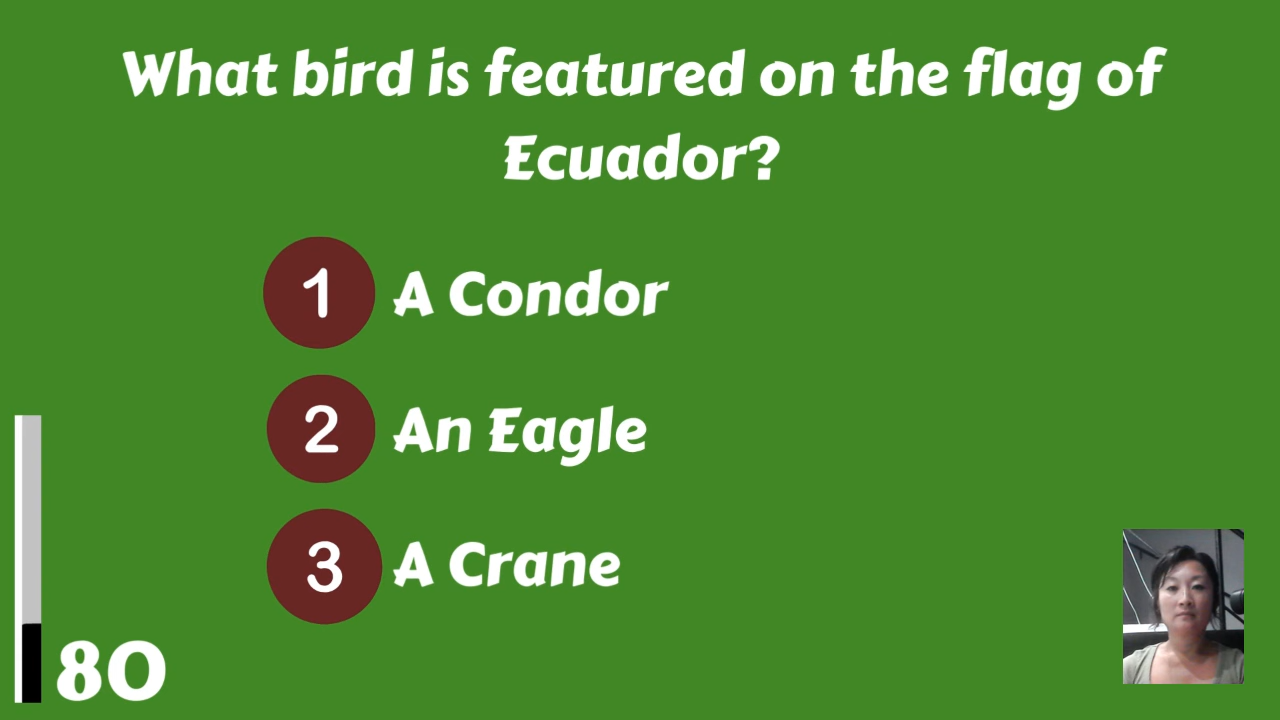 What bird is featured on the flag of
Ecuador?
1 A Condor
2 An Eagle
3 A Crane
80